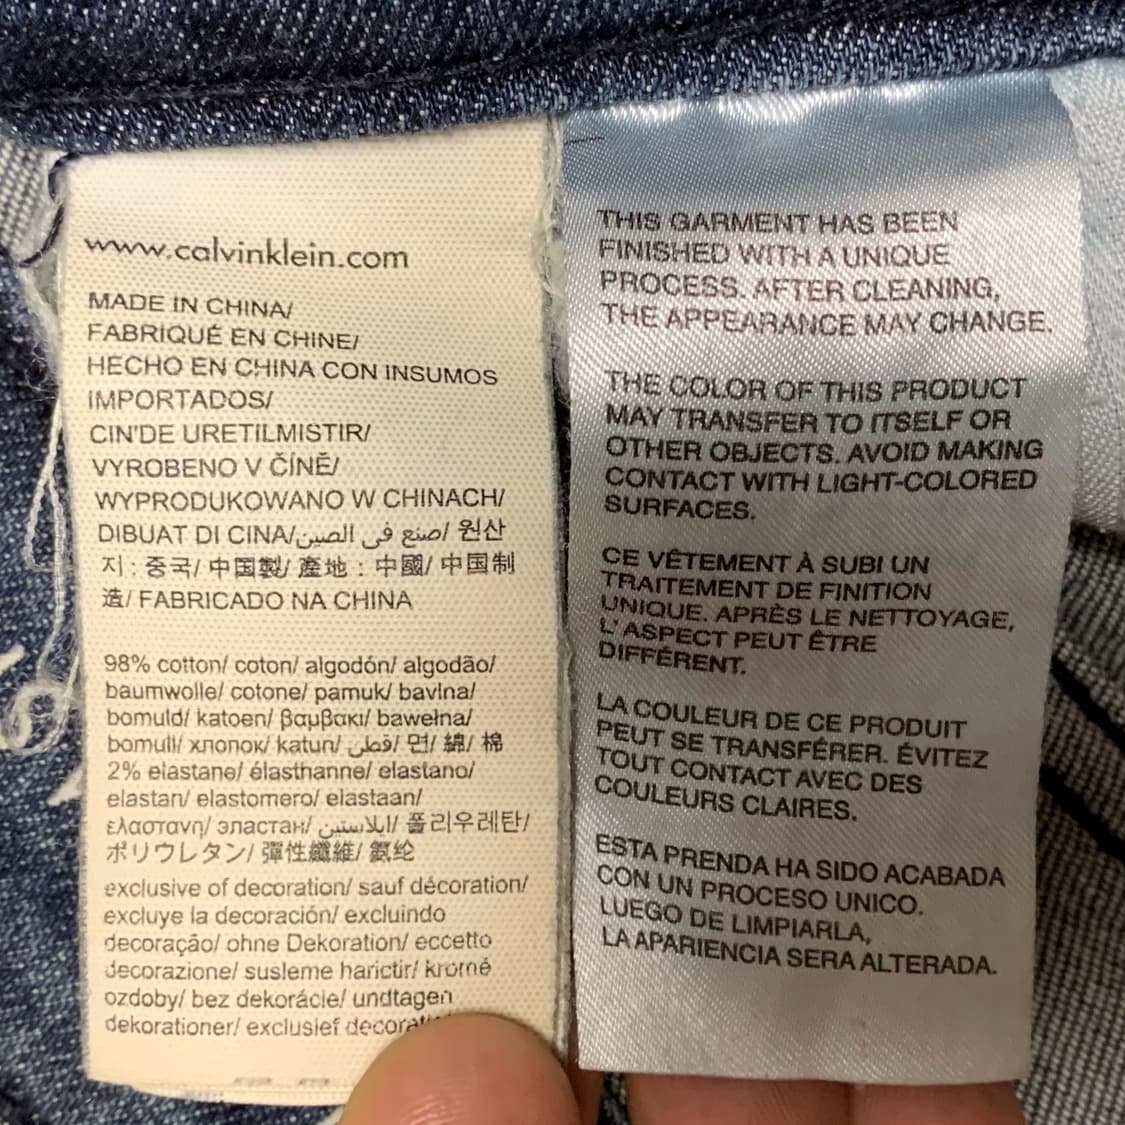 www.calvinklein.com
MADE IN CHINA/
FABRIQUÉ EN CHINE/
HECHO EN CHINA CON INSUMOS
IMPORTADOS/
CIN'DE URETILMISTIR/
VYROBENO V ČÍNĚ/
WYPRODUKOWANO W CHINACH/
DIBUAT DI CINA/صنع في الصين/ 원산
지 : 중국/ 中国製/ 產地 : 中國/ 中国制
造/ FABRICADO NA CHINA
98% cotton/ coton/ algodón/ algodão/
baumwolle/ cotone/ pamuk/ bavlna/
bomuld/ katoen/ βαμβακι/ bawełna/
bomull/ хлопок/ katun/ قطن/ 면/ 綿/ 棉
2% elastane/ élasthanne/ elastano/
elastan/ elastomero/ elastaan/
ελαστανη/ эластан/ ايلاستين/ 폴리우레탄/
ポリウレタン/ 彈性纖維/ 氨纶
exclusive of decoration/ sauf décoration/
excluye la decoración/ excluindo
decoração/ ohne Dekoration/ eccetto
decorazione/ susleme harictir/ kromě
ozdoby/ bez dekorácie/ undtagen
dekorationer/ exclusief
THIS GARMENT HAS BEEN
FINISHED WITH A UNIQUE
PROCESS. AFTER CLEANING,
THE APPEARANCE MAY CHANGE.
THE COLOR OF THIS PRODUCT
MAY TRANSFER TO ITSELF OR
OTHER OBJECTS. AVOID MAKING
CONTACT WITH LIGHT-COLORED
SURFACES.
CE VÊTEMENT À SUBI UN
TRAITEMENT DE FINITION
UNIQUE. APRÈS LE NETTOYAGE,
L'ASPECT PEUT ÊTRE
DIFFÉRENT.
LA COULEUR DE CE PRODUIT
PEUT SE TRANSFÉRER. ÉVITEZ
TOUT CONTACT AVEC DES
COULEURS CLAIRES.
ESTA PRENDA HA SIDO ACABADA
CON UN PROCESO UNICO.
LUEGO DE LIMPIARLA,
LA APARIENCIA SERA ALTERADA.